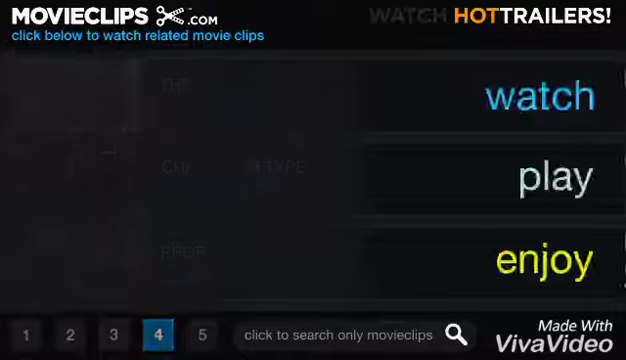 MOVIECLIPS .COM
WATCH HOTTRAILERS!
click below to watch related movie clips
THE
watch
play
enjoy
1 2 3 4 5 click to search only movieclips
Made With
VivaVideo